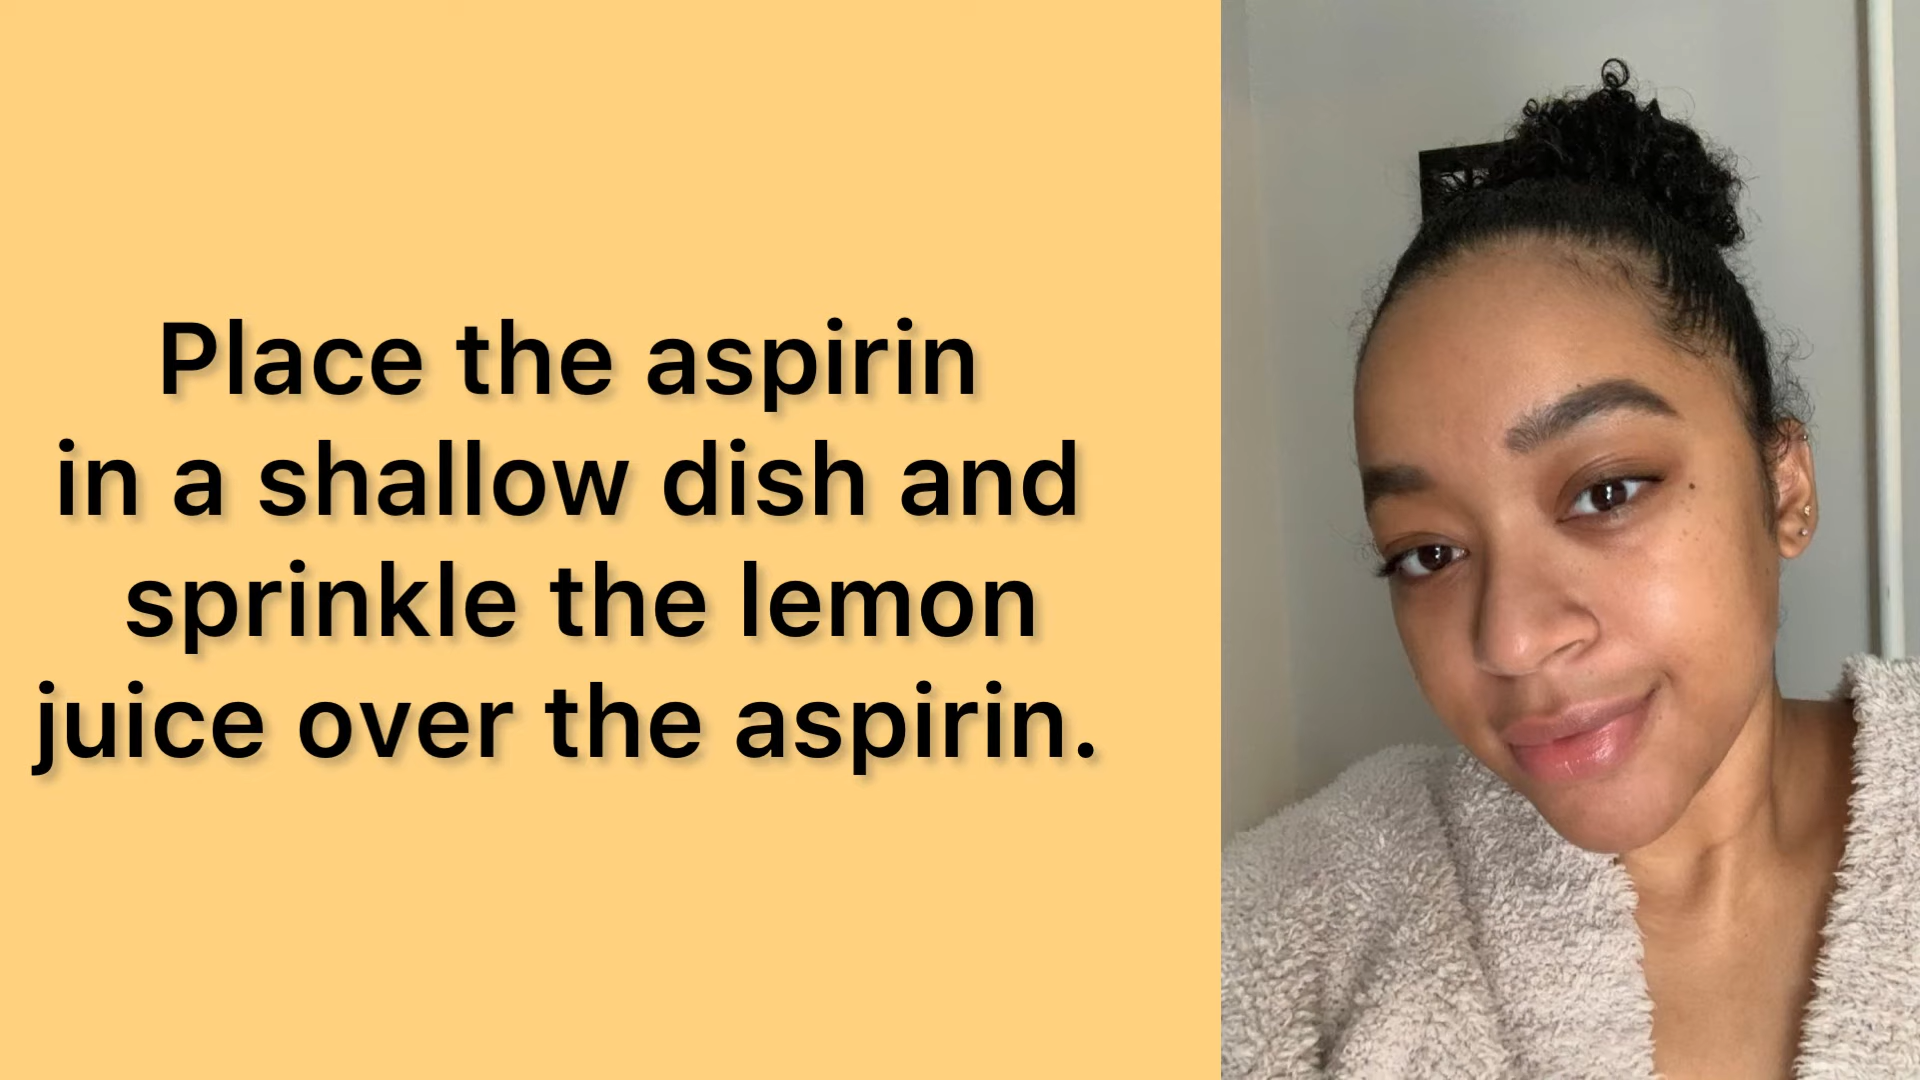 Place the aspirin
in a shallow dish and
sprinkle the lemon
juice over the aspirin.